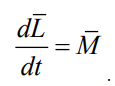 dL̄/dt = M̄ .